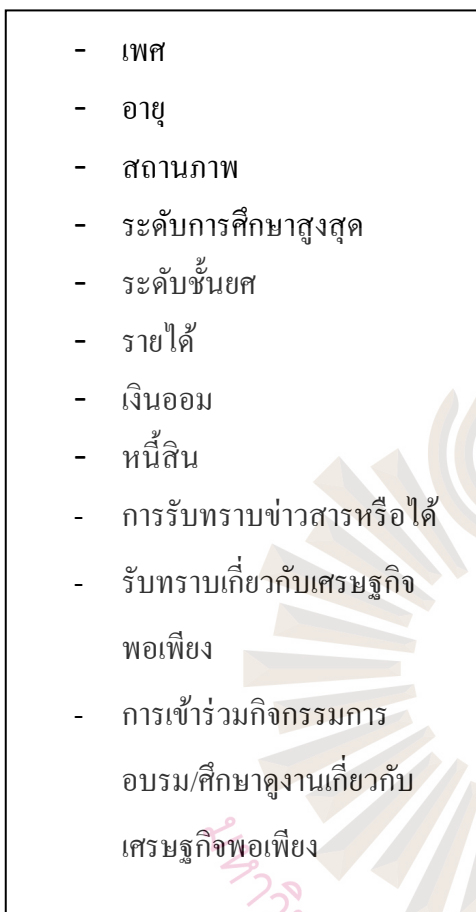 - เพศ
- อายุ
- สถานภาพ
- ระดับการศึกษาสูงสุด
- ระดับชั้นยศ
- รายได้
- เงินออม
- หนี้สิน
- การรับทราบข่าวสารหรือได้
- รับทราบเกี่ยวกับเศรษฐกิจ
พอเพียง
- การเข้าร่วมกิจกรรมการ
อบรม/ศึกษาดูงานเกี่ยวกับ
เศรษฐกิจพอเพียง